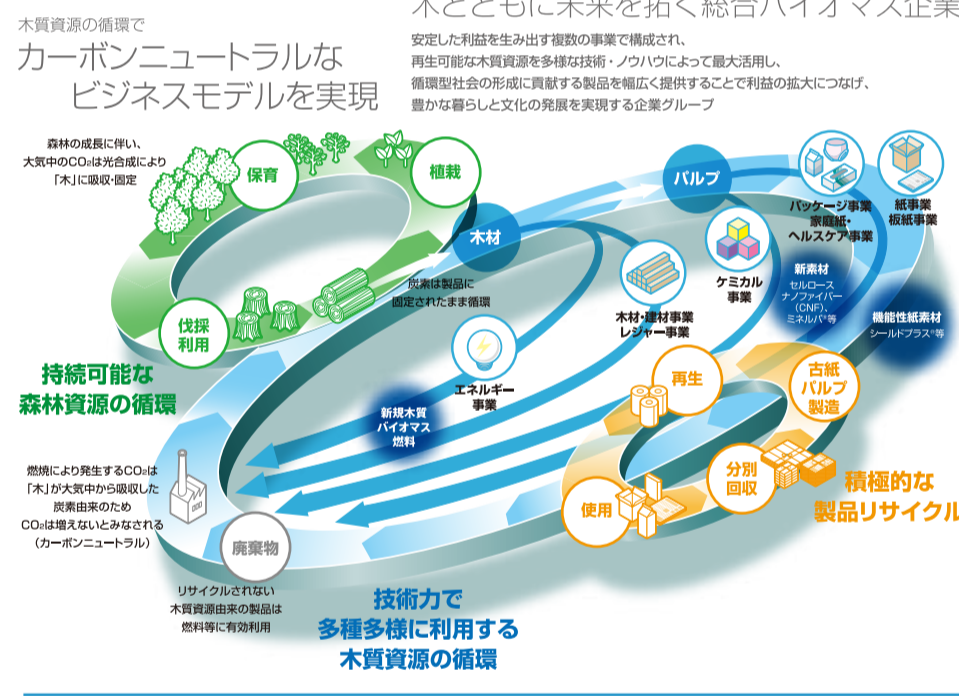 木質資源の循環で
カーボンニュートラルな
ビジネスモデルを実現
木とともに未来を拓く総合バイオマス企業
安定した利益を生み出す複数の事業で構成され、
再生可能な木質資源を多様な技術・ノウハウによって最大活用し、
循環型社会の形成に貢献する製品を幅広く提供することで利益の拡大につなげ、
豊かな暮らしと文化の発展を実現する企業グループ
森林の成長に伴い、
大気中のCO₂は光合成により
「木」に吸収・固定
保育
植栽
木材
パルプ
パッケージ事業
家庭紙・
ヘルスケア事業
紙事業
板紙事業
炭素は製品に
固定されたまま循環
伐採
利用
持続可能な
森林資源の循環
木材・建材事業
レジャー事業
ケミカル
事業
新素材
セルロース
ナノファイバー
(CNF)、
ミネルパ®等
機能性紙素材
シールドプラス®等
エネルギー
事業
新規木質
バイオマス
燃料
再生
古紙
パルプ
製造
分別
回収
使用
積極的な
製品リサイクル
燃焼により発生するCO₂は
「木」が大気中から吸収した
炭素由来のため
CO₂は増えないとみなされる
(カーボンニュートラル)
廃棄物
リサイクルされない
木質資源由来の製品は
燃料等に有効利用
技術力で
多種多様に利用する
木質資源の循環